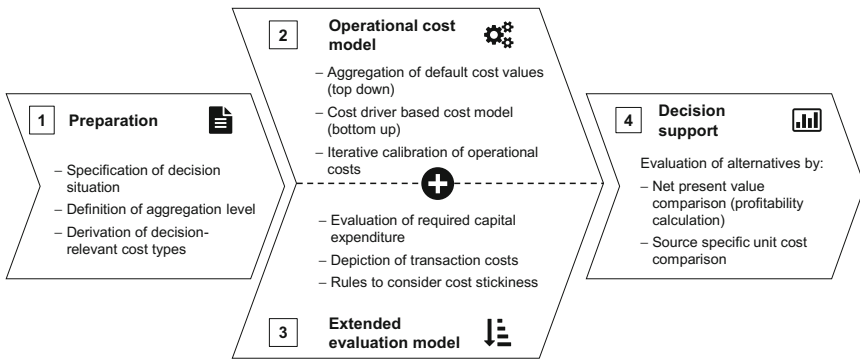 1 Preparation
– Specification of decision
situation
– Definition of aggregation level
– Derivation of decision-
relevant cost types
2 Operational cost
model
– Aggregation of default cost values
(top down)
– Cost driver based cost model
(bottom up)
– Iterative calibration of operational
costs
– Evaluation of required capital
expenditure
– Depiction of transaction costs
– Rules to consider cost stickiness
3 Extended
evaluation model
4 Decision
support
Evaluation of alternatives by:
– Net present value
comparison (profitability
calculation)
– Source specific unit cost
comparison